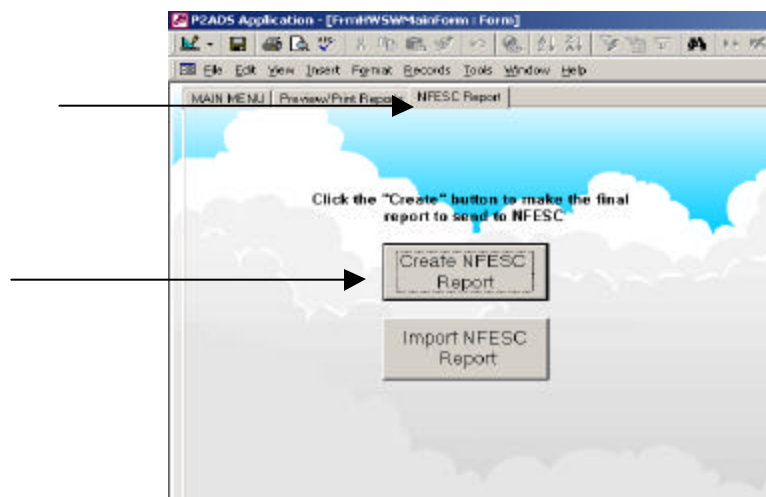 P2ADS Application - [FrmHWSWMainForm : Form]
File Edit View Insert Format Records Tools Window Help
MAIN MENU Preview/Print Reports NFESC Report
Click the "Create" button to make the final
report to send to NFESC
Create NFESC
Report
Import NFESC
Report